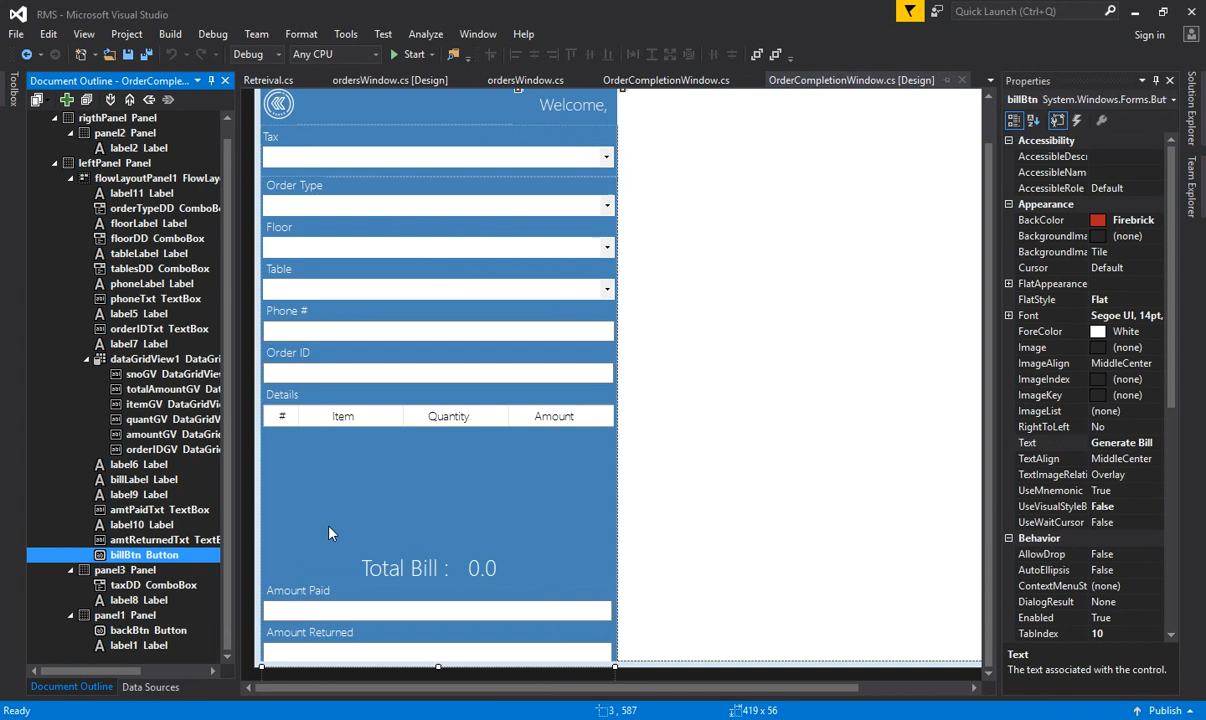 RMS - Microsoft Visual Studio
Quick Launch (Ctrl+Q)
File Edit View Project Build Debug Team Format Tools Test Analyze Window Help
Sign in
Debug Any CPU Start
Toolbox
Document Outline - OrderComple...
Retreival.cs ordersWindow.cs [Design] ordersWindow.cs OrderCompletionWindow.cs OrderCompletionWindow.cs [Design]
rigthPanel Panel
panel2 Panel
label2 Label
leftPanel Panel
flowLayoutPanel1 FlowLay
label11 Label
orderTypeDD ComboBo
floorLabel Label
floorDD ComboBox
tableLabel Label
tablesDD ComboBox
phoneLabel Label
phoneTxt TextBox
label5 Label
orderIDTxt TextBox
label7 Label
dataGridView1 DataGri
snoGV DataGridVie
totalAmountGV Dat
itemGV DataGridVie
quantGV DataGridV
amountGV DataGrid
orderIDGV DataGrid
label6 Label
billLabel Label
label9 Label
amtPaidTxt TextBox
label10 Label
amtReturnedTxt TextB
billBtn Button
panel3 Panel
taxDD ComboBox
label8 Label
panel1 Panel
backBtn Button
label1 Label
Document Outline Data Sources
Welcome,
Tax
Order Type
Floor
Table
Phone #
Order ID
Details
# Item Quantity Amount
Total Bill : 0.0
Amount Paid
Amount Returned
Properties
billBtn System.Windows.Forms.But
Accessibility
AccessibleDescr
AccessibleNam
AccessibleRole Default
Appearance
BackColor Firebrick
BackgroundIma (none)
BackgroundIma Tile
Cursor Default
FlatAppearance
FlatStyle Flat
Font Segoe UI, 14pt,
ForeColor White
Image (none)
ImageAlign MiddleCenter
ImageIndex (none)
ImageKey (none)
ImageList (none)
RightToLeft No
Text Generate Bill
TextAlign MiddleCenter
TextImageRelati Overlay
UseMnemonic True
UseVisualStyleB False
UseWaitCursor False
Behavior
AllowDrop False
AutoEllipsis False
ContextMenuSt (none)
DialogResult None
Enabled True
TabIndex 10
Text
The text associated with the control.
Solution Explorer
Team Explorer
Ready 3 , 587 419 x 56 Publish